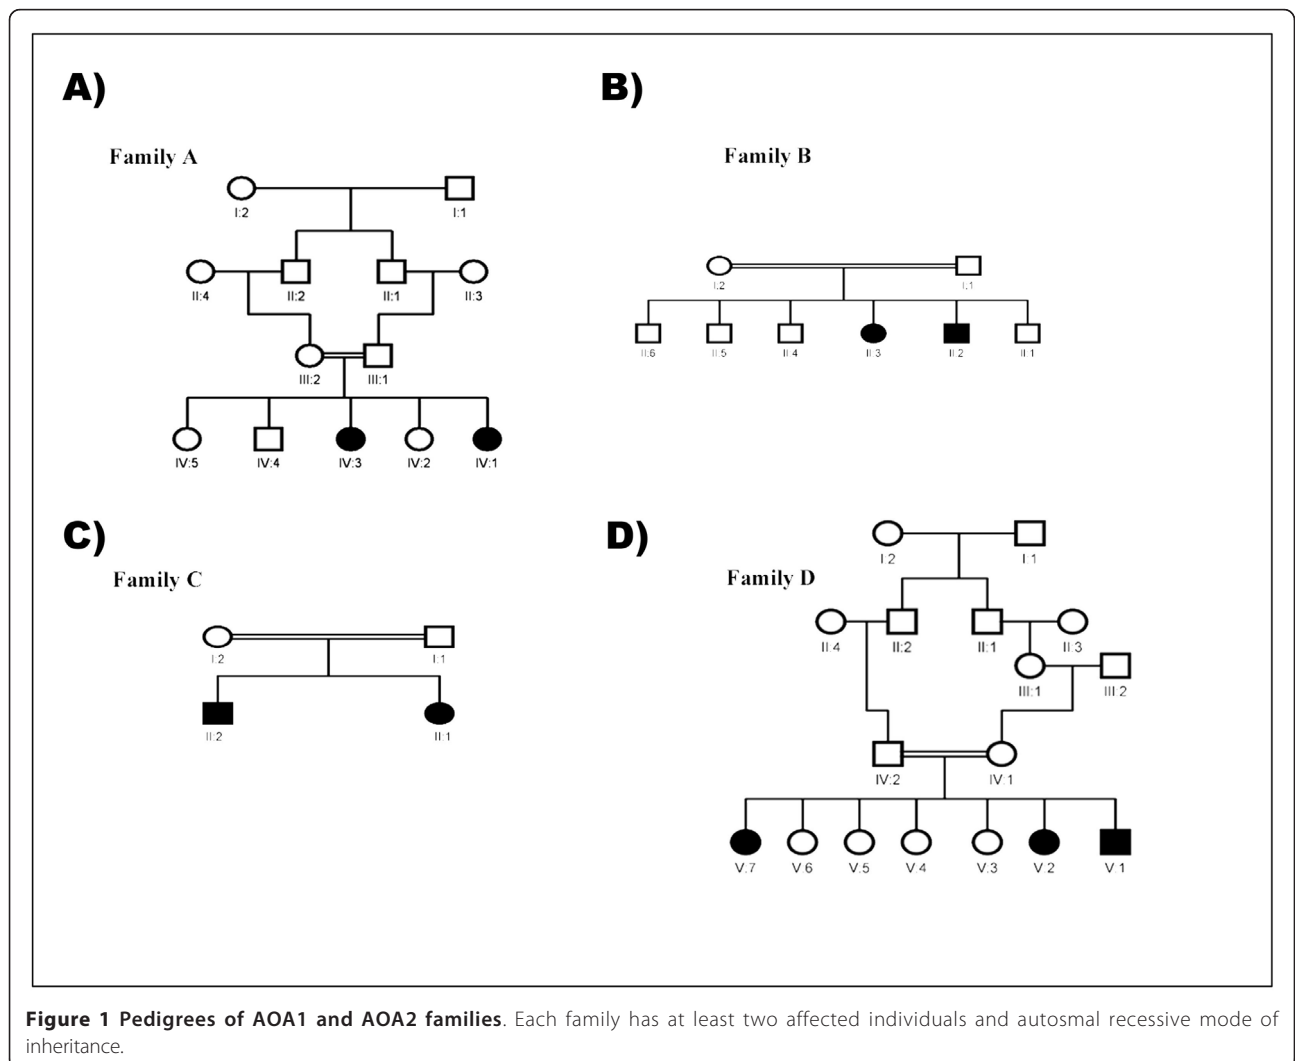 A)
Family A
I:2
I:1
II:4
II:2
II:1
II:3
III:2
III:1
IV:5
IV:4
IV:3
IV:2
IV:1
B)
Family B
I:2
I:1
II:6
II:5
II:4
II:3
II:2
II:1
C)
Family C
I:2
I:1
II:2
II:1
D)
Family D
I:2
I:1
II:4
II:2
II:1
II:3
III:1
III:2
IV:2
IV:1
V:7
V:6
V:5
V:4
V:3
V:2
V:1
Figure 1 Pedigrees of AOA1 and AOA2 families. Each family has at least two affected individuals and autosmal recessive mode of
inheritance.